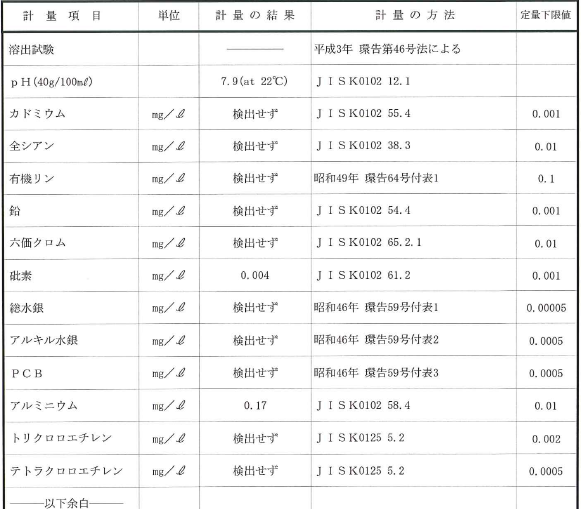 計量項目 単位 計量の結果 計量の方法 定量下限値
溶出試験 ――――― 平成3年 環告第46号法による
pH(40g/100mℓ) 7.9(at 22℃) JISK0102 12.1
カドミウム mg/ℓ 検出せず JISK0102 55.4 0.001
全シアン mg/ℓ 検出せず JISK0102 38.3 0.01
有機リン mg/ℓ 検出せず 昭和49年 環告64号付表1 0.1
鉛 mg/ℓ 検出せず JISK0102 54.4 0.001
六価クロム mg/ℓ 検出せず JISK0102 65.2.1 0.01
砒素 mg/ℓ 0.004 JISK0102 61.2 0.001
総水銀 mg/ℓ 検出せず 昭和46年 環告59号付表1 0.00005
アルキル水銀 mg/ℓ 検出せず 昭和46年 環告59号付表2 0.0005
PCB mg/ℓ 検出せず 昭和46年 環告59号付表3 0.0005
アルミニウム mg/ℓ 0.17 JISK0102 58.4 0.01
トリクロロエチレン mg/ℓ 検出せず JISK0125 5.2 0.002
テトラクロロエチレン mg/ℓ 検出せず JISK0125 5.2 0.0005
―――以下余白―――